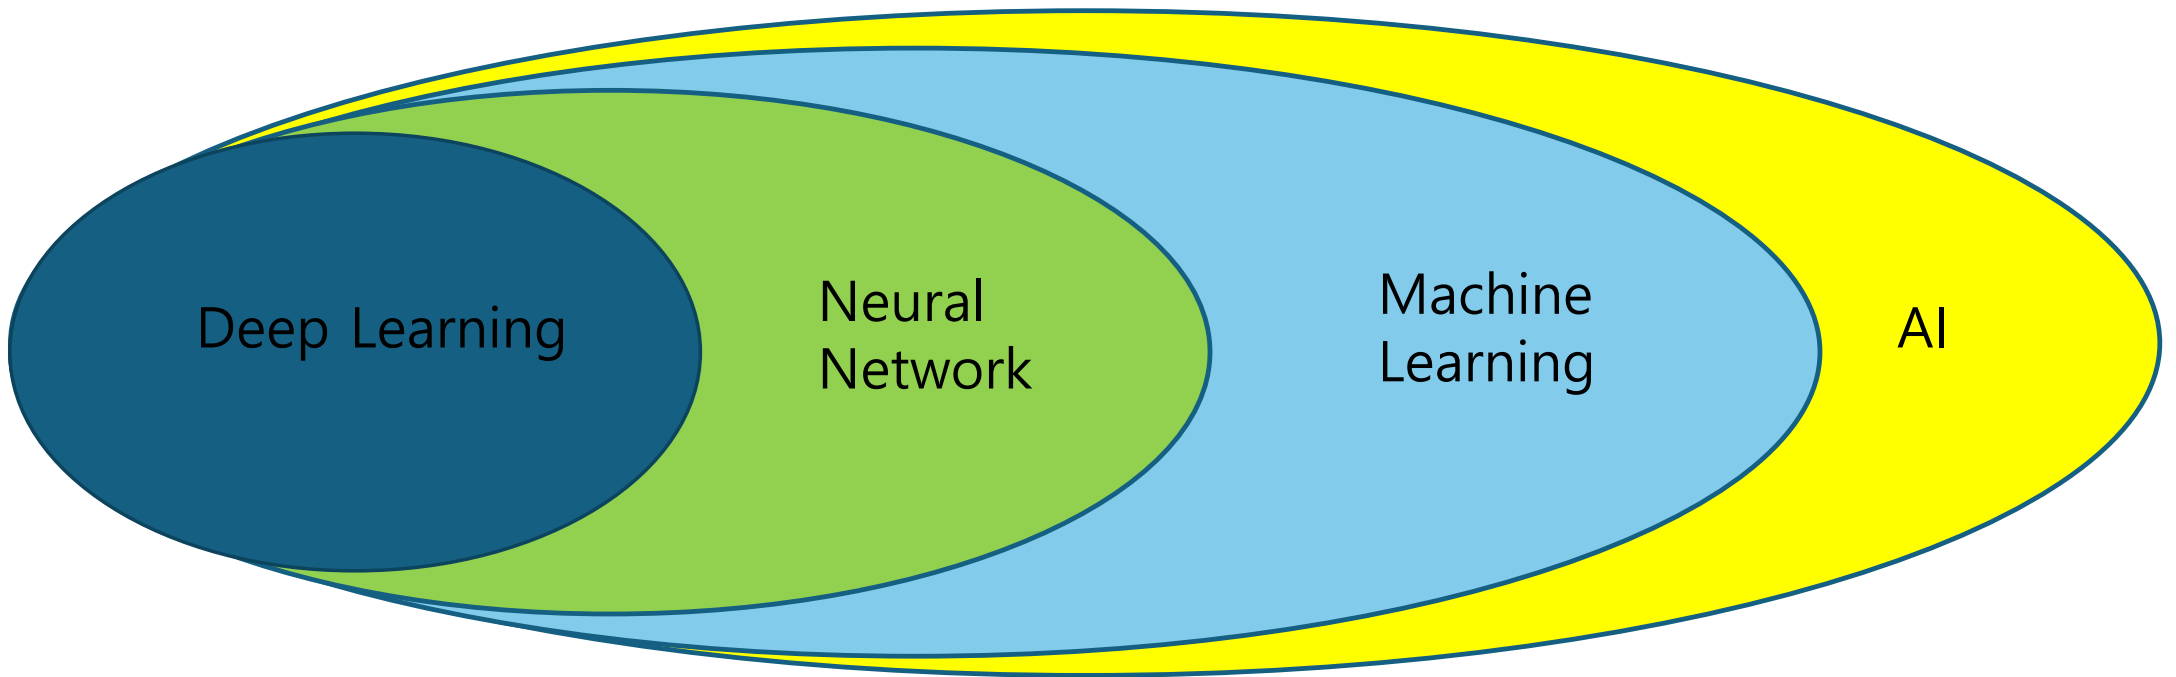 Deep Learning
Neural
Network
Machine
Learning
AI